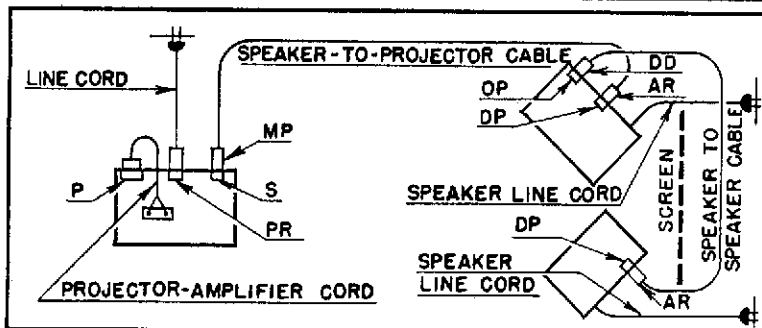 SPEAKER-TO-PROJECTOR CABLE
DD
LINE CORD
OP
AR
DP
MP
P
S
PR
SPEAKER LINE CORD
SCREEN
SPEAKER TO
SPEAKER CABLE
DP
SPEAKER
LINE CORD
AR
PROJECTOR-AMPLIFIER CORD